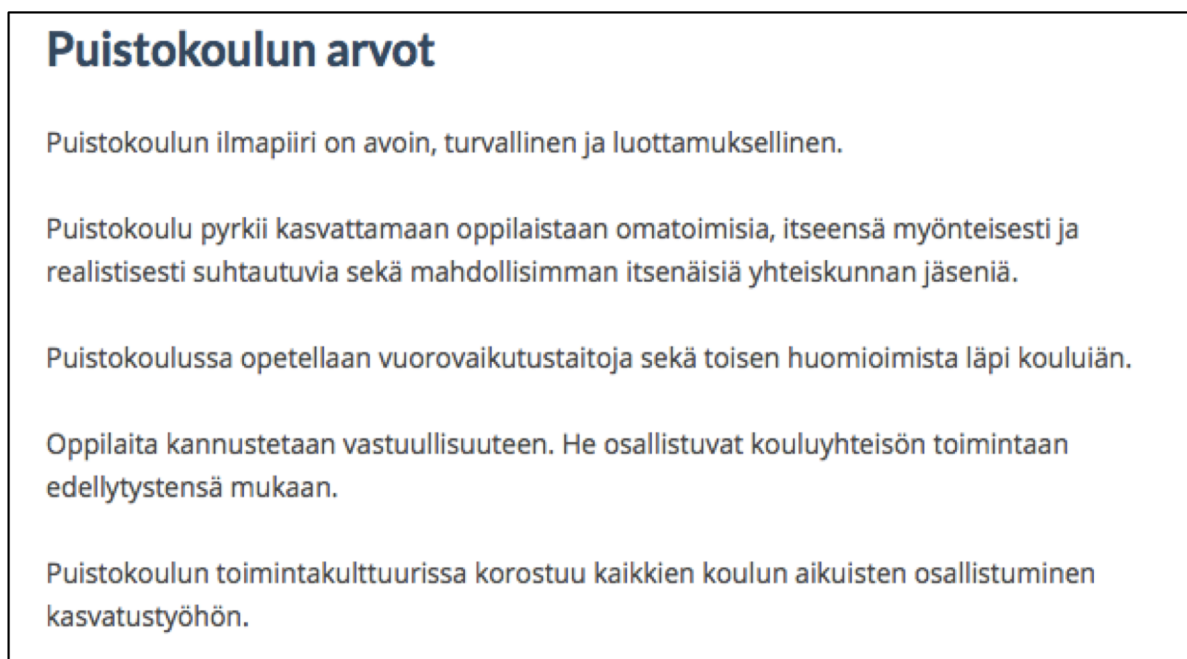 Puistokoulun arvot
Puistokoulun ilmapiiri on avoin, turvallinen ja luottamuksellinen.
Puistokoulu pyrkii kasvattamaan oppilaistaan omatoimisia, itseensä myönteisesti ja
realistisesti suhtautuvia sekä mahdollisimman itsenäisiä yhteiskunnan jäseniä.
Puistokoulussa opetellaan vuorovaikutustaitoja sekä toisen huomioimista läpi kouluiän.
Oppilaita kannustetaan vastuullisuuteen. He osallistuvat kouluyhteisön toimintaan
edellytystensä mukaan.
Puistokoulun toimintakulttuurissa korostuu kaikkien koulun aikuisten osallistuminen
kasvatustyöhön.